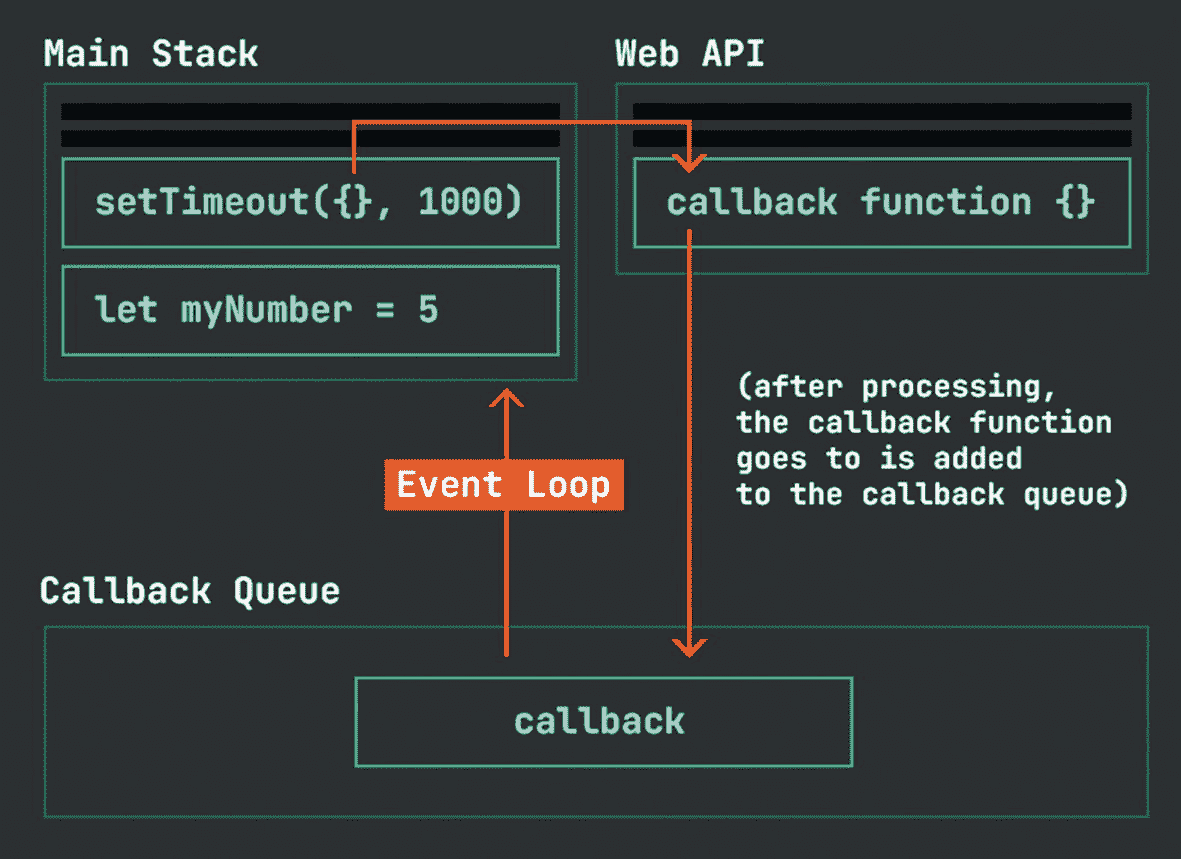 Main Stack
Web API
setTimeout({}, 1000)
callback function {}
let myNumber = 5
(after processing,
the callback function
goes to is added
to the callback queue)
Event Loop
Callback Queue
callback